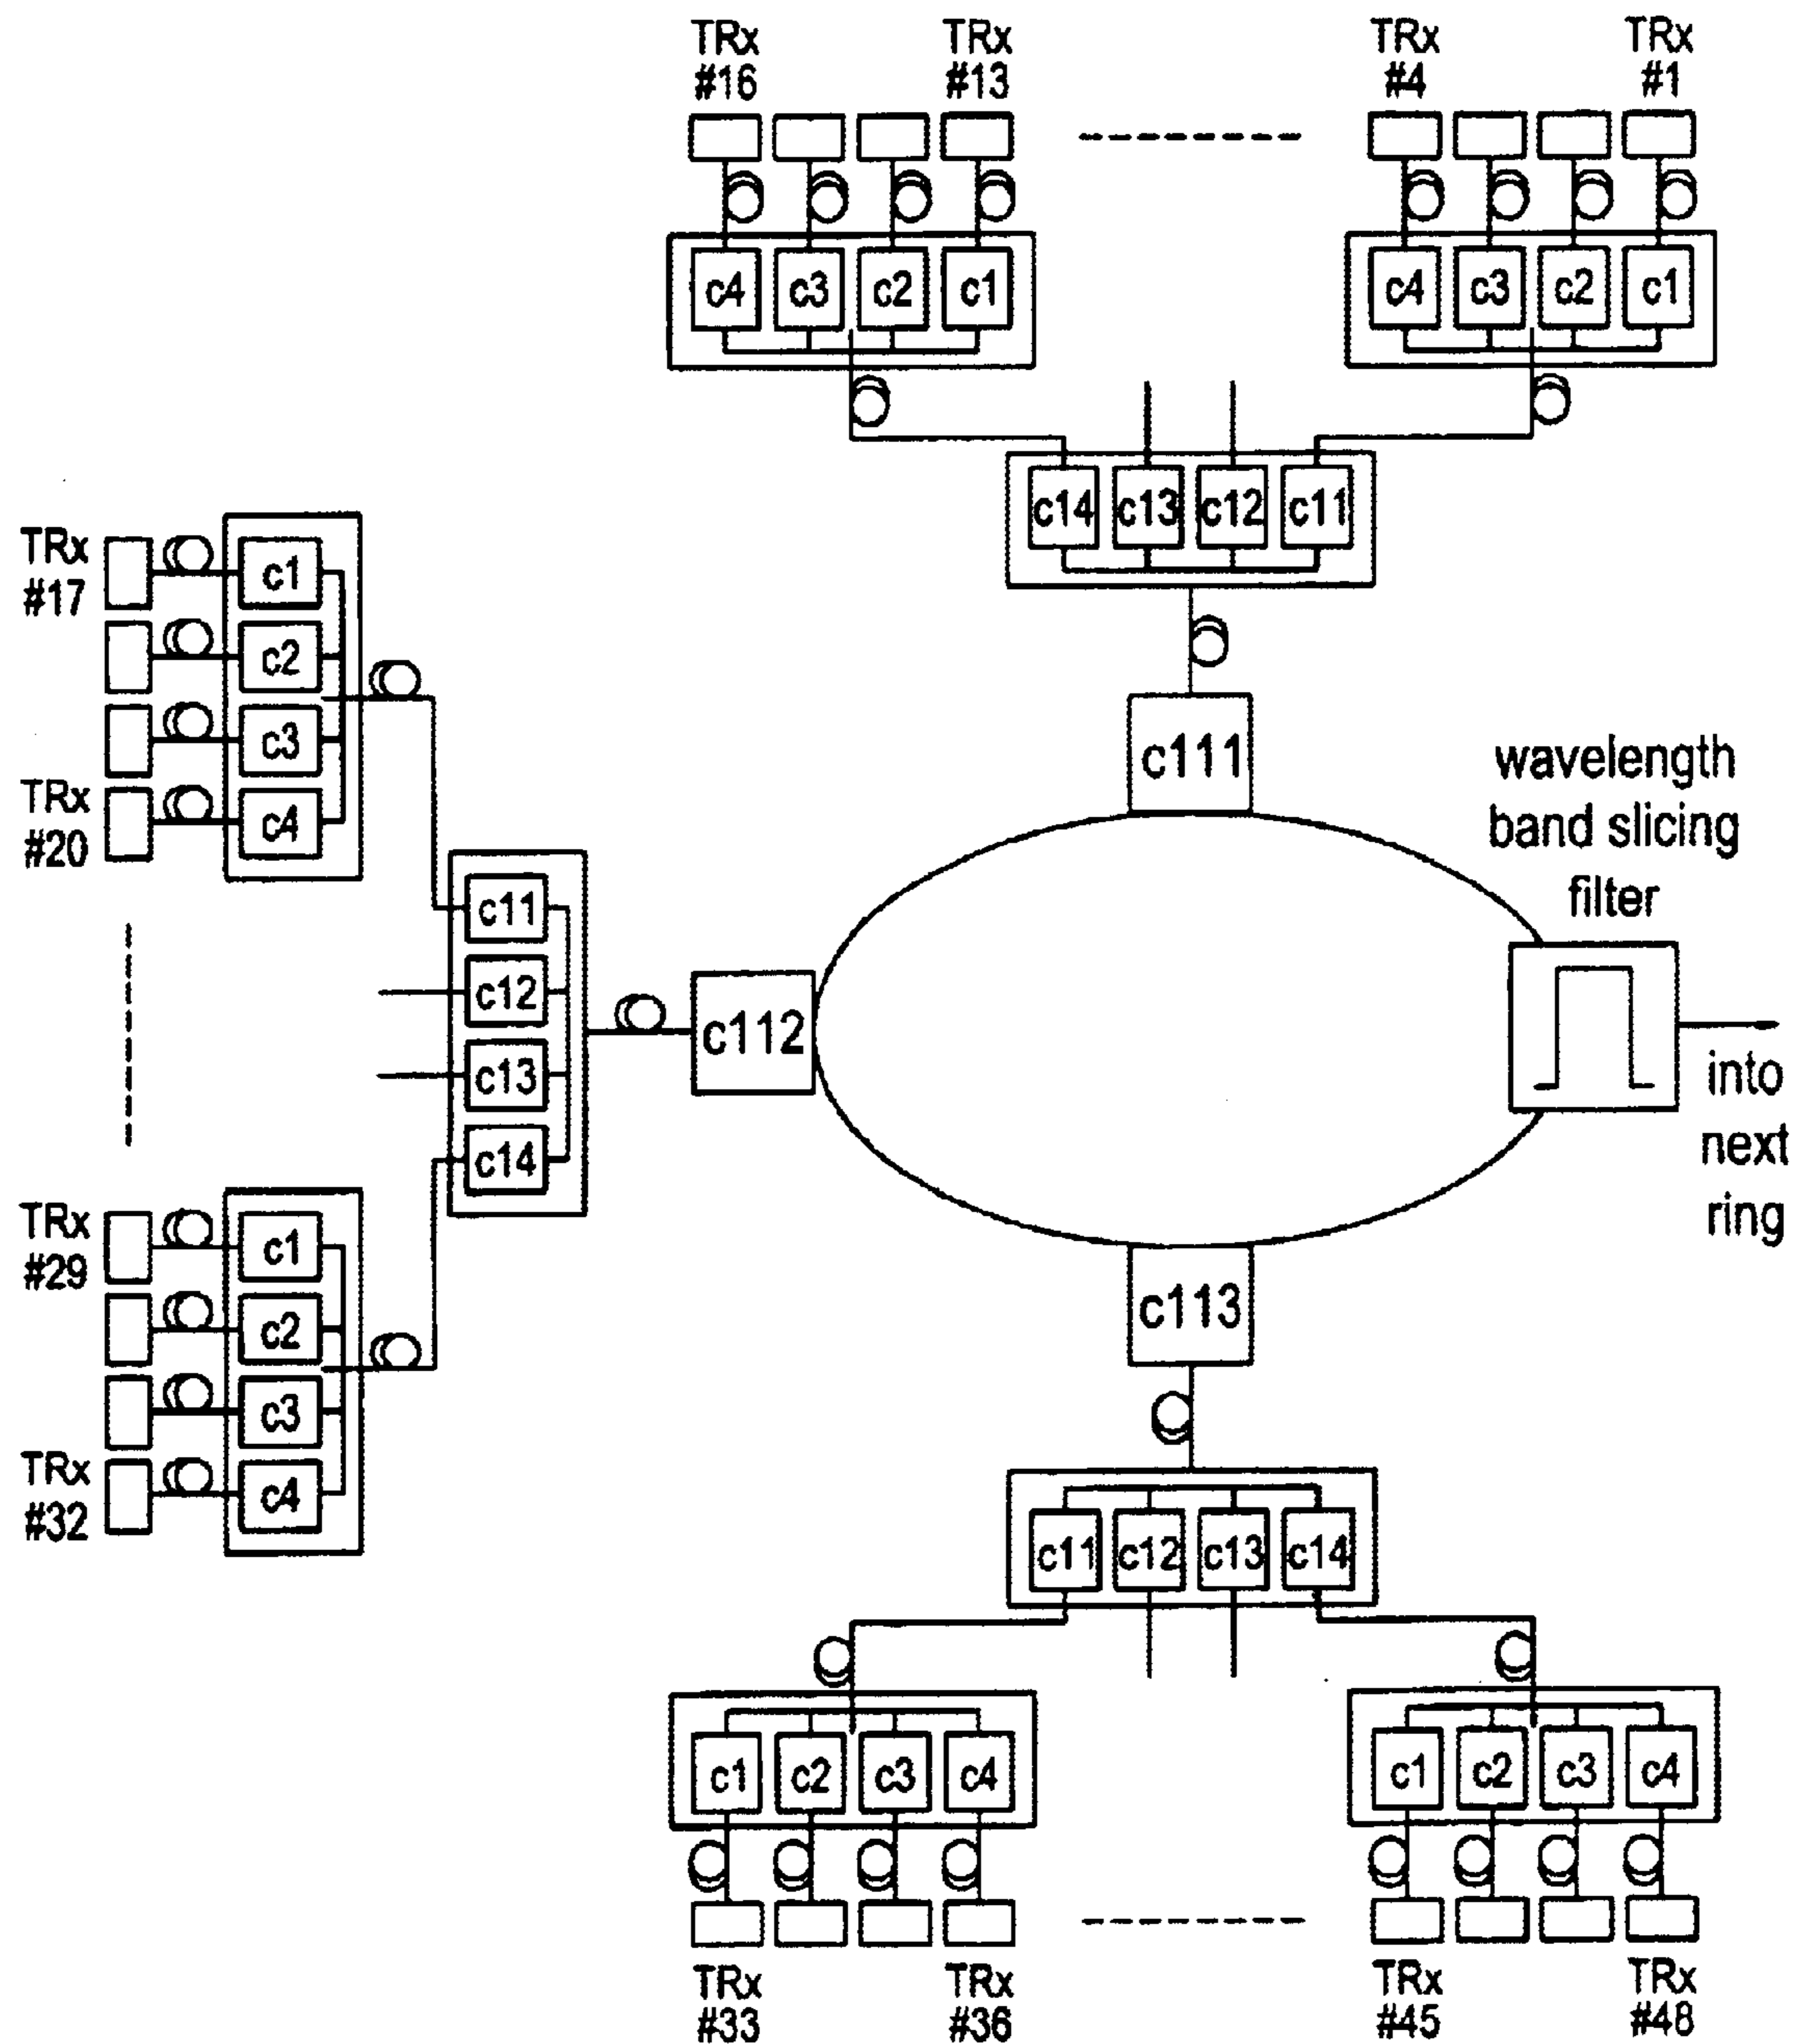 TRx #16
TRx #13
TRx #4
TRx #1
c4 c3 c2 c1
c4 c3 c2 c1
c14 c13 c12 c11
TRx #17
c1
c2
c3
TRx #20
c4
c111
wavelength
band slicing
filter
c11
c12
c13
c14
c112
into
next
ring
TRx #29
c1
c2
c3
TRx #32
c4
c113
c11 c12 c13 c14
c1 c2 c3 c4
c1 c2 c3 c4
TRx #33
TRx #36
TRx #45
TRx #48